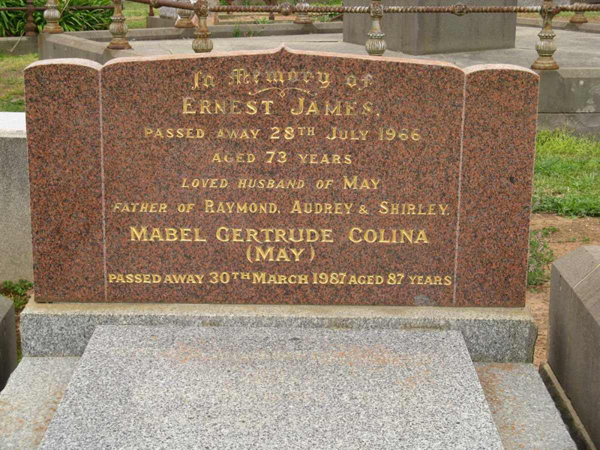 In Memory of
ERNEST JAMES,
PASSED AWAY 28TH JULY 1966
AGED 73 YEARS
LOVED HUSBAND OF MAY
FATHER OF RAYMOND, AUDREY & SHIRLEY.
MABEL GERTRUDE COLINA
(MAY)
PASSED AWAY 30TH MARCH 1987 AGED 87 YEARS